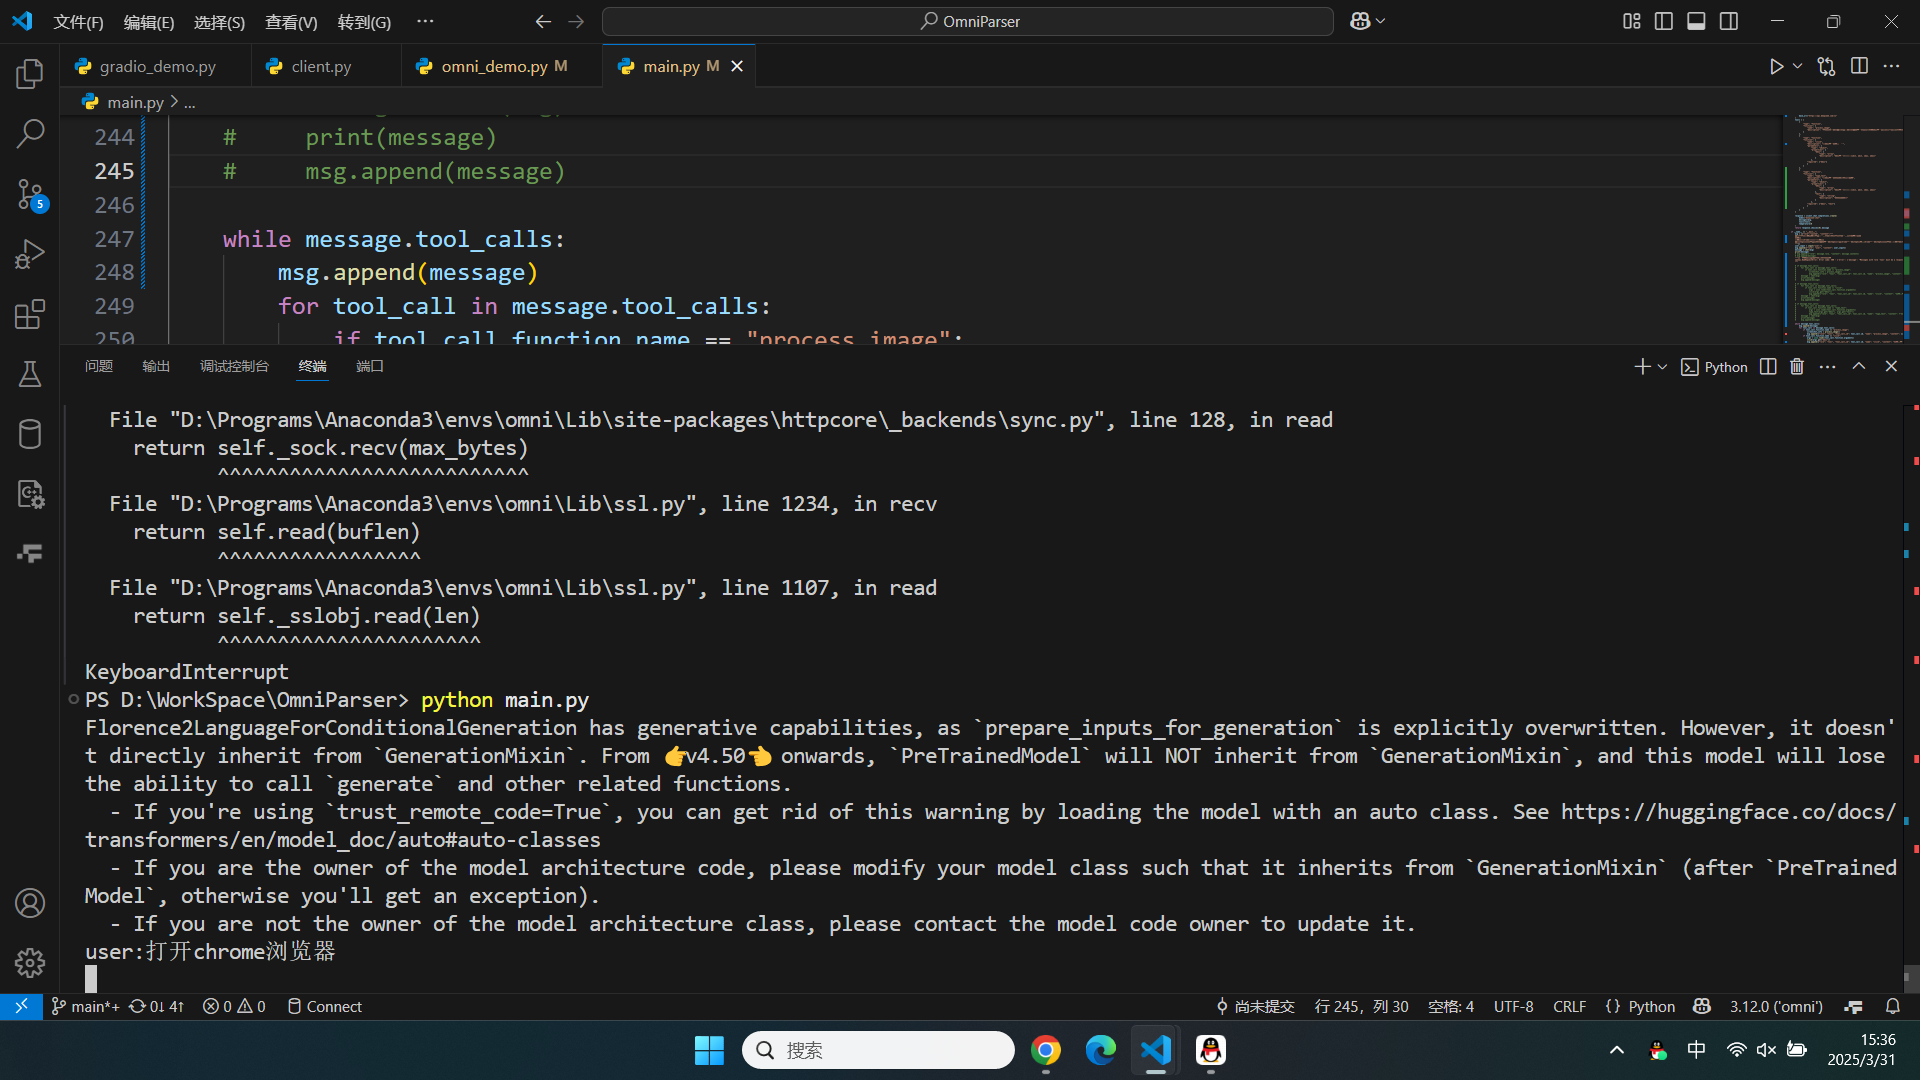 文件(F) 编辑(E) 选择(S) 查看(V) 转到(G) ··· OmniParser
gradio_demo.py client.py omni_demo.py M main.py M
main.py > ...
244 # print(message)
245 # msg.append(message)
246
247 while message.tool_calls:
248 msg.append(message)
249 for tool_call in message.tool_calls:
250 if tool_call.function.name == "process_image":
问题 输出 调试控制台 终端 端口 Python
File "D:\Programs\Anaconda3\envs\omni\Lib\site-packages\httpcore\_backends\sync.py", line 128, in read
return self._sock.recv(max_bytes)
^^^^^^^^^^^^^^^^^^^^^^^^^^
File "D:\Programs\Anaconda3\envs\omni\Lib\ssl.py", line 1234, in recv
return self.read(buflen)
^^^^^^^^^^^^^^^^^
File "D:\Programs\Anaconda3\envs\omni\Lib\ssl.py", line 1107, in read
return self._sslobj.read(len)
^^^^^^^^^^^^^^^^^^^^^^
KeyboardInterrupt
PS D:\WorkSpace\OmniParser> python main.py
Florence2LanguageForConditionalGeneration has generative capabilities, as `prepare_inputs_for_generation` is explicitly overwritten. However, it doesn'
t directly inherit from `GenerationMixin`. From 👉v4.50👈 onwards, `PreTrainedModel` will NOT inherit from `GenerationMixin`, and this model will lose
the ability to call `generate` and other related functions.
- If you're using `trust_remote_code=True`, you can get rid of this warning by loading the model with an auto class. See https://huggingface.co/docs/
transformers/en/model_doc/auto#auto-classes
- If you are the owner of the model architecture code, please modify your model class such that it inherits from `GenerationMixin` (after `PreTrained
Model`, otherwise you'll get an exception).
- If you are not the owner of the model architecture class, please contact the model code owner to update it.
user:打开chrome浏览器
main*+ 0↓ 4↑ 0 0 Connect 尚未提交 行 245，列 30 空格: 4 UTF-8 CRLF {} Python 3.12.0 ('omni')
搜索 中 15:36
2025/3/31
5